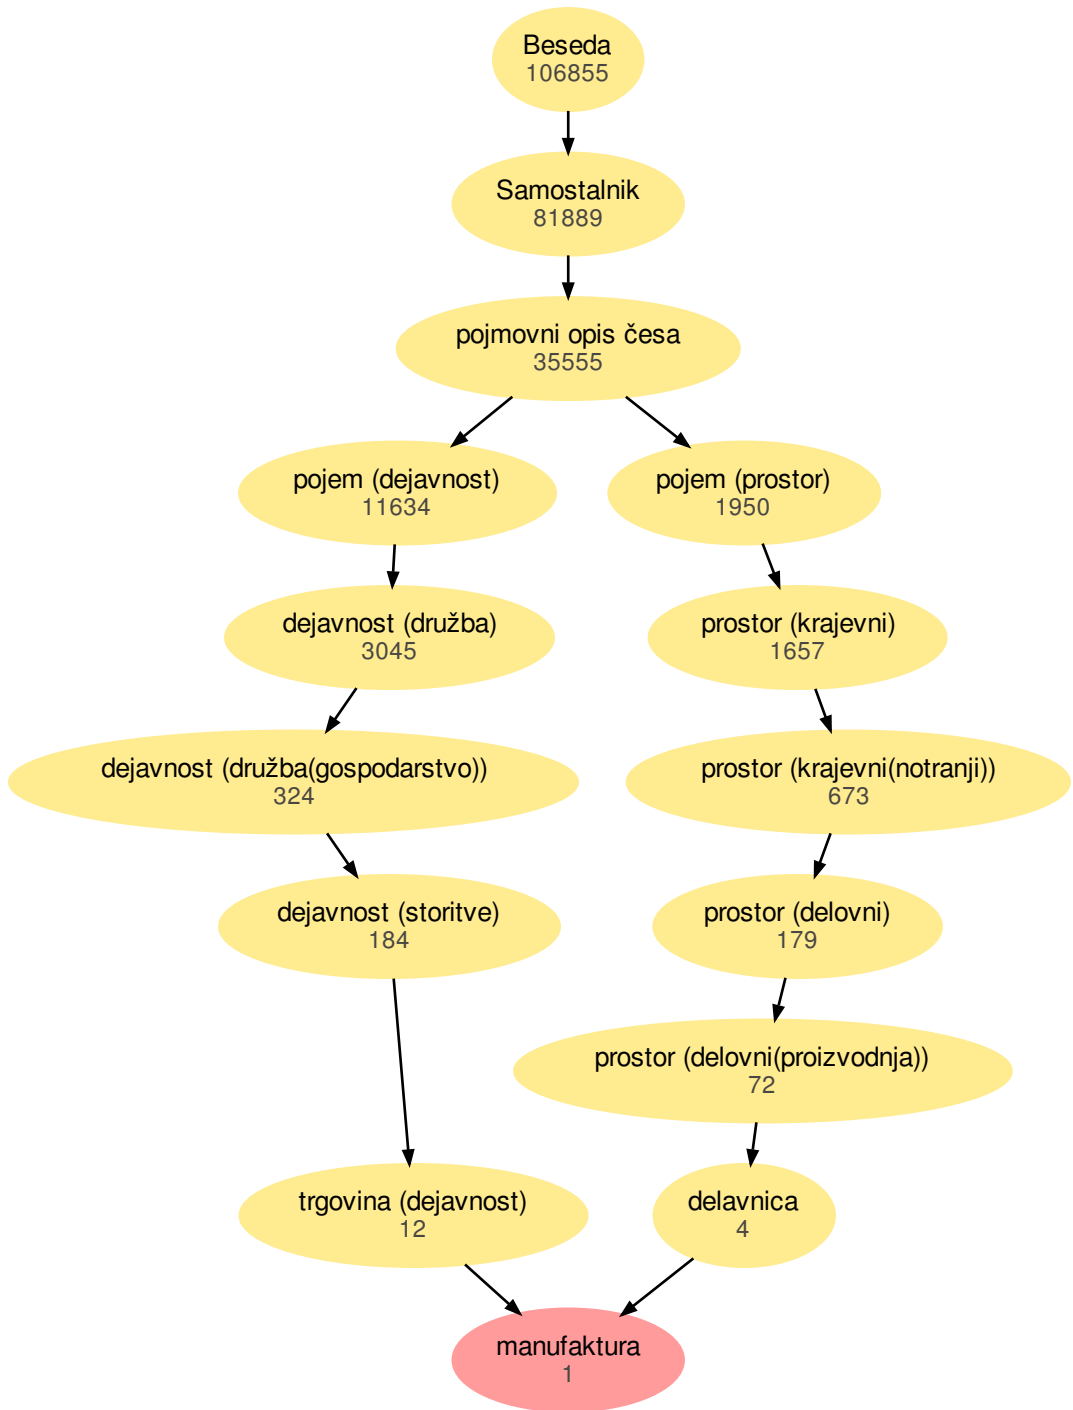 Beseda
106855
Samostalnik
81889
pojmovni opis česa
35555
pojem (dejavnost)
11634
pojem (prostor)
1950
dejavnost (družba)
3045
prostor (krajevni)
1657
dejavnost (družba(gospodarstvo))
324
prostor (krajevni(notranji))
673
dejavnost (storitve)
184
prostor (delovni)
179
prostor (delovni(proizvodnja))
72
trgovina (dejavnost)
12
delavnica
4
manufaktura
1